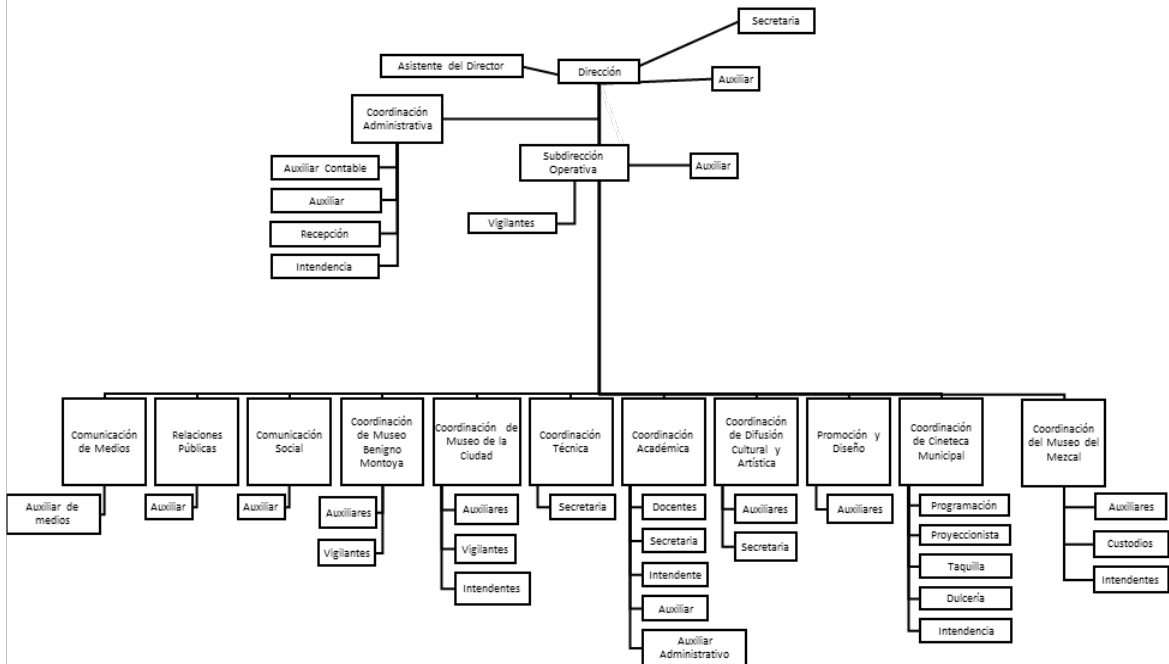 Secretaria
Asistente del Director
Dirección
Auxiliar
Coordinación
Administrativa
Subdirección
Operativa
Auxiliar
Auxiliar Contable
Auxiliar
Vigilantes
Recepción
Intendencia
Comunicación
de Medios
Relaciones
Públicas
Comunicación
Social
Coordinación
de Museo
Benigno
Montoya
Coordinación de
Museo de la
Ciudad
Coordinación
Técnica
Coordinación
Académica
Coordinación
de Difusión
Cultural y
Artística
Promoción y
Diseño
Coordinación
de Cineteca
Municipal
Coordinación
del Museo del
Mezcal
Auxiliar de
medios
Auxiliar
Auxiliar
Auxiliares
Vigilantes
Auxiliares
Vigilantes
Intendentes
Secretaria
Docentes
Secretaria
Intendente
Auxiliar
Auxiliar
Administrativo
Auxiliares
Secretaria
Auxiliares
Programación
Proyeccionista
Taquilla
Dulcería
Intendencia
Auxiliares
Custodios
Intendentes